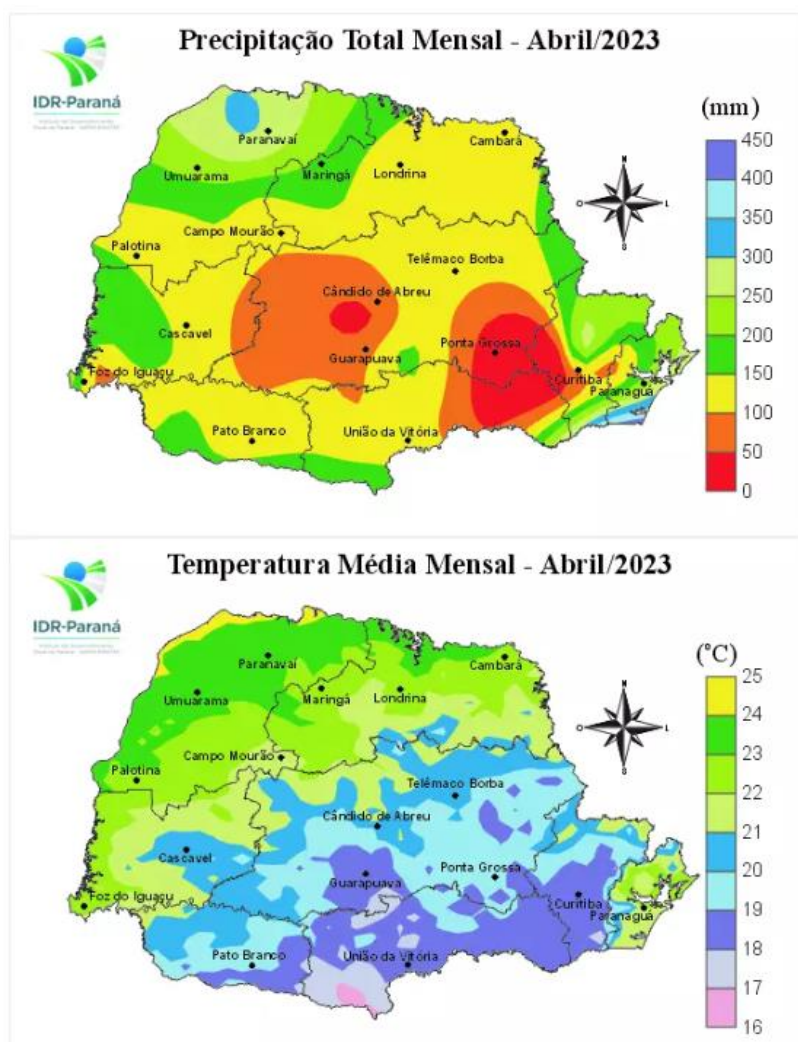 Precipitação Total Mensal - Abril/2023
IDR-Paraná
(mm)
450
400
350
300
250
200
150
100
50
0
N
O
L
S
Paranavaí
Cambará
Umuarama
Maringá
Londrina
Campo Mourão
Palotina
Telêmaco Borba
Cândido de Abreu
Cascavel
Ponta Grossa
Guarapuava
Foz do Iguaçu
Curitiba
Paranaguá
Pato Branco
União da Vitória
Temperatura Média Mensal - Abril/2023
IDR-Paraná
(°C)
25
24
23
22
21
20
19
18
17
16
N
O
L
S
Paranavaí
Cambará
Umuarama
Maringá
Londrina
Campo Mourão
Palotina
Telêmaco Borba
Cândido de Abreu
Cascavel
Ponta Grossa
Guarapuava
Foz do Iguaçu
Curitiba
Paranaguá
Pato Branco
União da Vitória